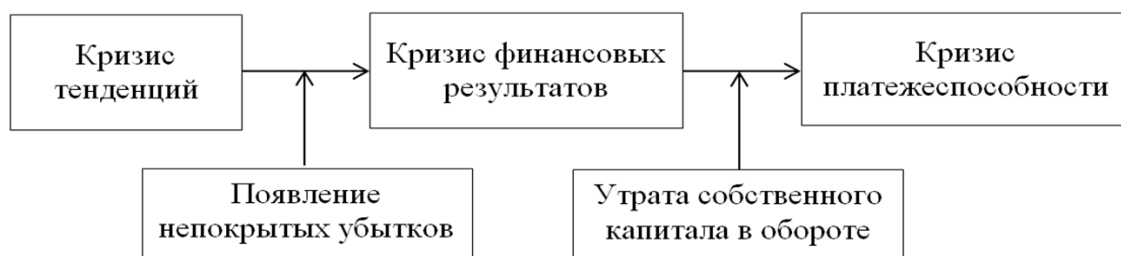 Кризис
тенденций
Кризис финансовых
результатов
Кризис
платежеспособности
Появление
непокрытых убытков
Утрата собственного
капитала в обороте